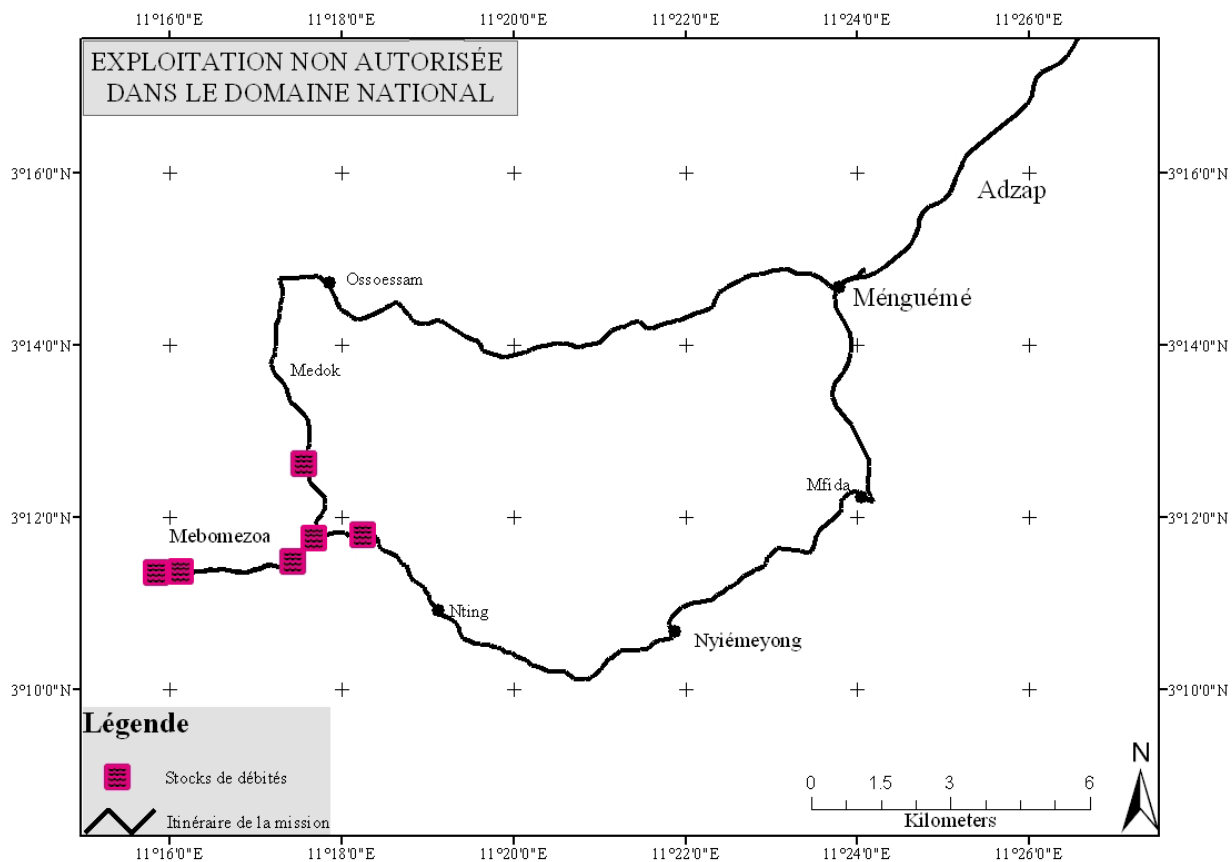 11°16'0"E 11°18'0"E 11°20'0"E 11°22'0"E 11°24'0"E 11°26'0"E
EXPLOITATION NON AUTORISÉE
DANS LE DOMAINE NATIONAL
3°16'0"N 3°16'0"N
Adzap
Ossoessam
Ménguémé
3°14'0"N 3°14'0"N
Medok
Mfida
3°12'0"N 3°12'0"N
Mebomezoa
Nting
Nyiémeyong
3°10'0"N 3°10'0"N
Légende
Stocks de débités
Itinéraire de la mission
N
0 1.5 3 6
Kilometers
11°16'0"E 11°18'0"E 11°20'0"E 11°22'0"E 11°24'0"E 11°26'0"E